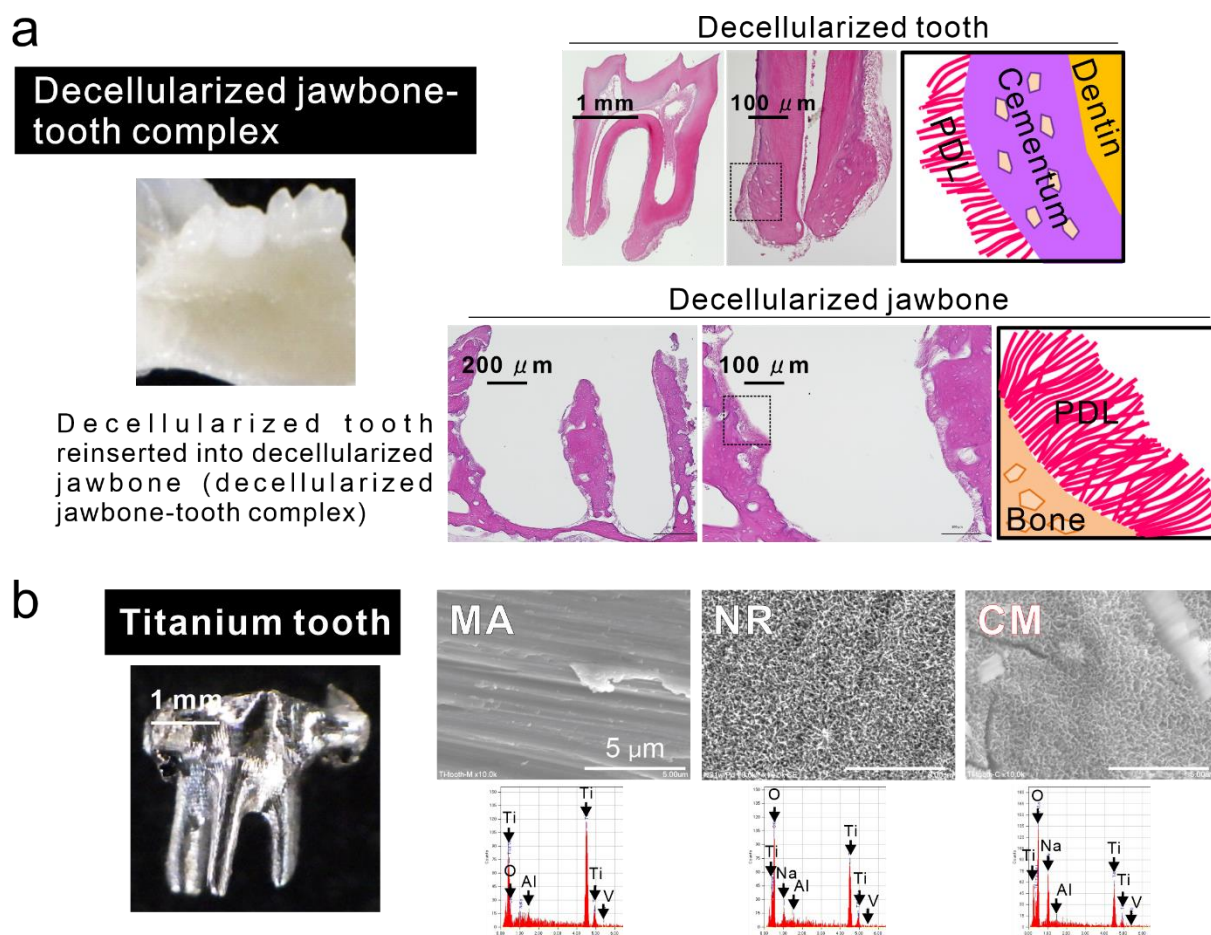 a
Decellularized jawbone-
tooth complex
Decellularized tooth
reinserted into decellularized
jawbone (decellularized
jawbone-tooth complex)
Decellularized tooth
1 mm
100 μm
PDL
Cementum
Dentin
Decellularized jawbone
200 μm
100 μm
PDL
Bone
b
Titanium tooth
1 mm
MA
5 μm
5.00um
NR
CM
Ti
O
Al
Ti
Ti
V
O
Ti
Na
Al
Ti
Ti
V
O
Ti
Na
Al
Ti
Ti
V